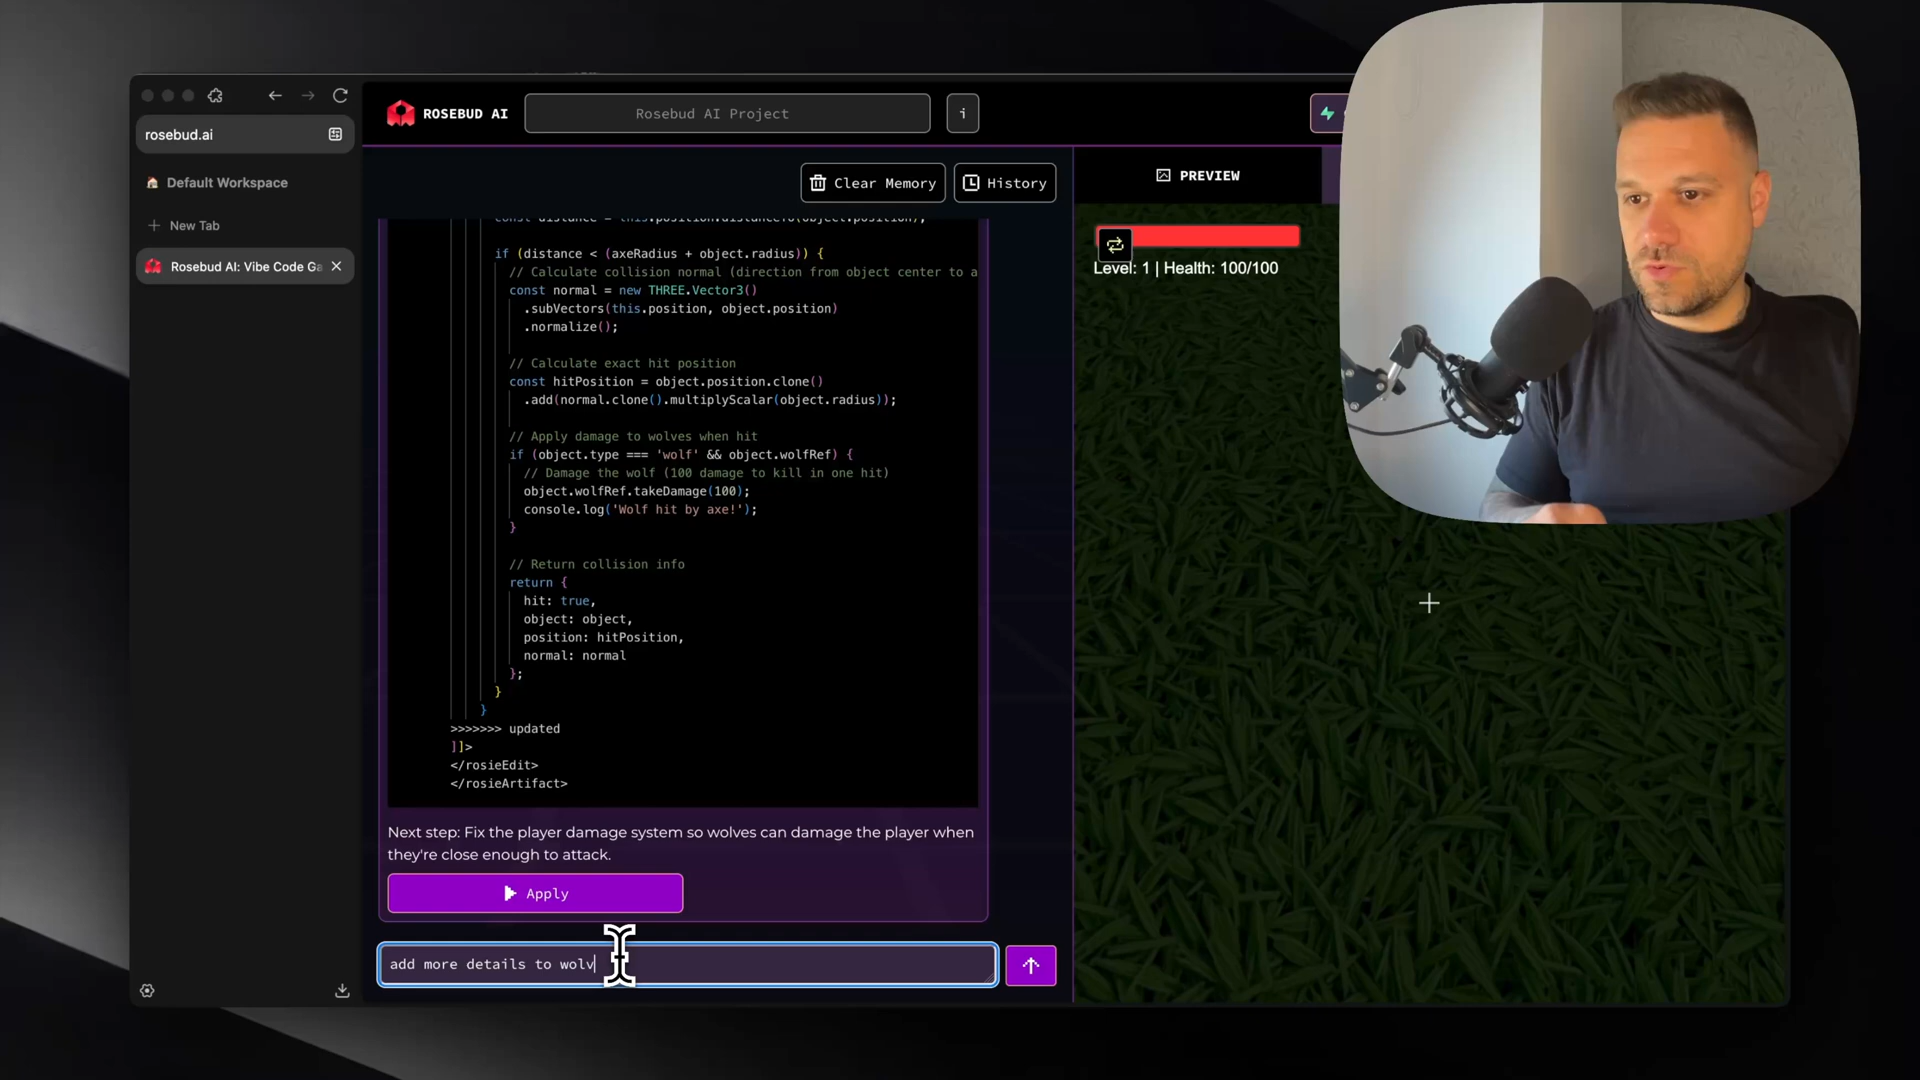 rosebud.ai
Default Workspace
New Tab
Rosebud AI: Vibe Code Ga
ROSEBUD AI
Rosebud AI Project
i
Clear Memory
History
const distance = this.position.distanceTo(object.position);
if (distance < (axeRadius + object.radius)) {
// Calculate collision normal (direction from object center to a
const normal = new THREE.Vector3()
.subVectors(this.position, object.position)
.normalize();
// Calculate exact hit position
const hitPosition = object.position.clone()
.add(normal.clone().multiplyScalar(object.radius));
// Apply damage to wolves when hit
if (object.type === 'wolf' && object.wolfRef) {
// Damage the wolf (100 damage to kill in one hit)
object.wolfRef.takeDamage(100);
console.log('Wolf hit by axe!');
}
// Return collision info
return {
hit: true,
object: object,
position: hitPosition,
normal: normal
};
}
}
>>>>>>> updated
]]>
</rosieEdit>
</rosieArtifact>
Next step: Fix the player damage system so wolves can damage the player when
they're close enough to attack.
Apply
add more details to wolv
PREVIEW
Level: 1 | Health: 100/100